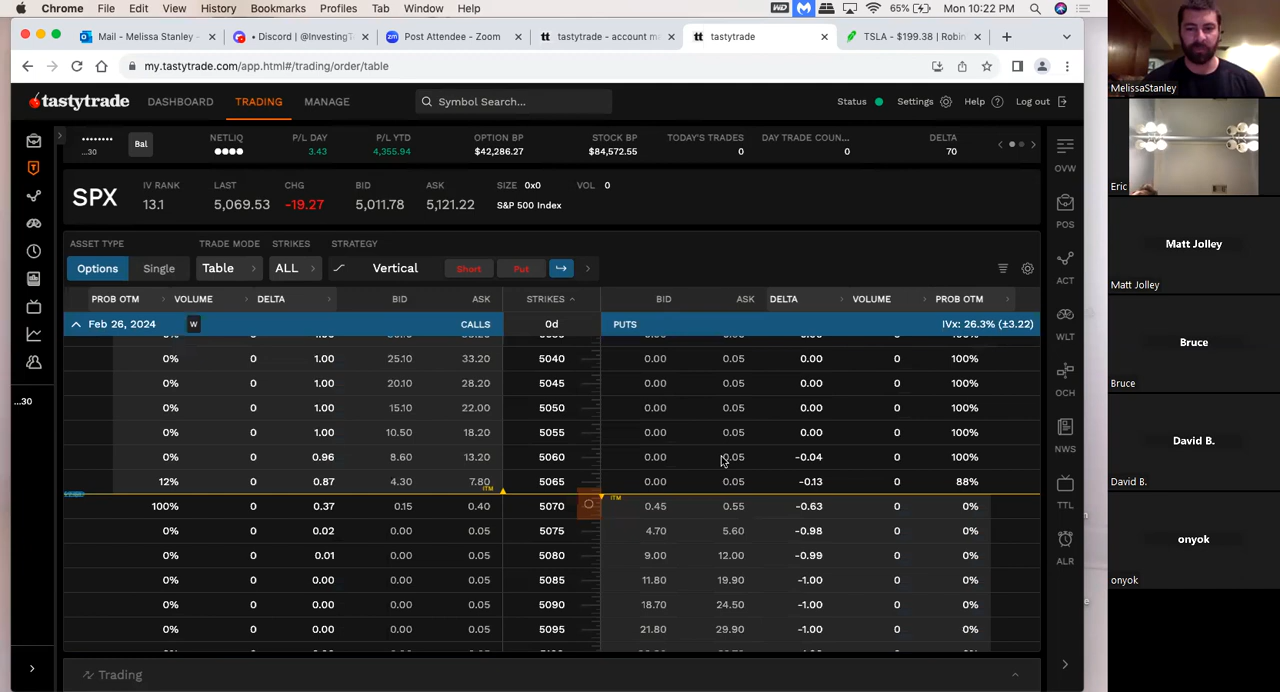 Chrome File Edit View History Bookmarks Profiles Tab Window Help WD 65% Mon 10:22 PM
Mail - Melissa Stanley - • Discord | @InvestingT Post Attendee - Zoom tastytrade - account m tastytrade TSLA - $199.38 | Robin
my.tastytrade.com/app.html#/trading/order/table
tastytrade DASHBOARD TRADING MANAGE Symbol Search... Status Settings Help Log out
•••••••• Bal NETLIQ P/L DAY P/L YTD OPTION BP STOCK BP TODAY'S TRADES DAY TRADE COUN... DELTA
...30 3.43 4,355.94 $42,286.27 $84,572.55 0 0 70
OVW
SPX IV RANK LAST CHG BID ASK SIZE 0x0 VOL 0
13.1 5,069.53 -19.27 5,011.78 5,121.22 S&P 500 Index
POS
ASSET TYPE TRADE MODE STRIKES STRATEGY
Options Single Table ALL Vertical Short Put
ACT
PROB OTM VOLUME DELTA BID ASK STRIKES BID ASK DELTA VOLUME PROB OTM
Feb 26, 2024 W CALLS 0d PUTS IVx: 26.3% (±3.22)
WLT
0% 0 1.00 25.10 33.20 5040 0.00 0.05 0.00 0 100%
0% 0 1.00 20.10 28.20 5045 0.00 0.05 0.00 0 100%
OCH
...30
0% 0 1.00 15.10 22.00 5050 0.00 0.05 0.00 0 100%
0% 0 1.00 10.50 18.20 5055 0.00 0.05 0.00 0 100%
NWS
0% 0 0.96 8.60 13.20 5060 0.00 0.05 -0.04 0 100%
12% 0 0.87 4.30 7.80 5065 0.00 0.05 -0.13 0 88%
ITM ITM
TTL
100% 0 0.37 0.15 0.40 5070 0.45 0.55 -0.63 0 0%
0% 0 0.02 0.00 0.05 5075 4.70 5.60 -0.98 0 0%
0% 0 0.01 0.00 0.05 5080 9.00 12.00 -0.99 0 0%
ALR
0% 0 0.00 0.00 0.05 5085 11.80 19.90 -1.00 0 0%
0% 0 0.00 0.00 0.05 5090 18.70 24.50 -1.00 0 0%
0% 0 0.00 0.00 0.05 5095 21.80 29.90 -1.00 0 0%
Trading
MelissaStanley
Eric
Matt Jolley
Matt Jolley
Bruce
Bruce
David B.
David B.
onyok
onyok